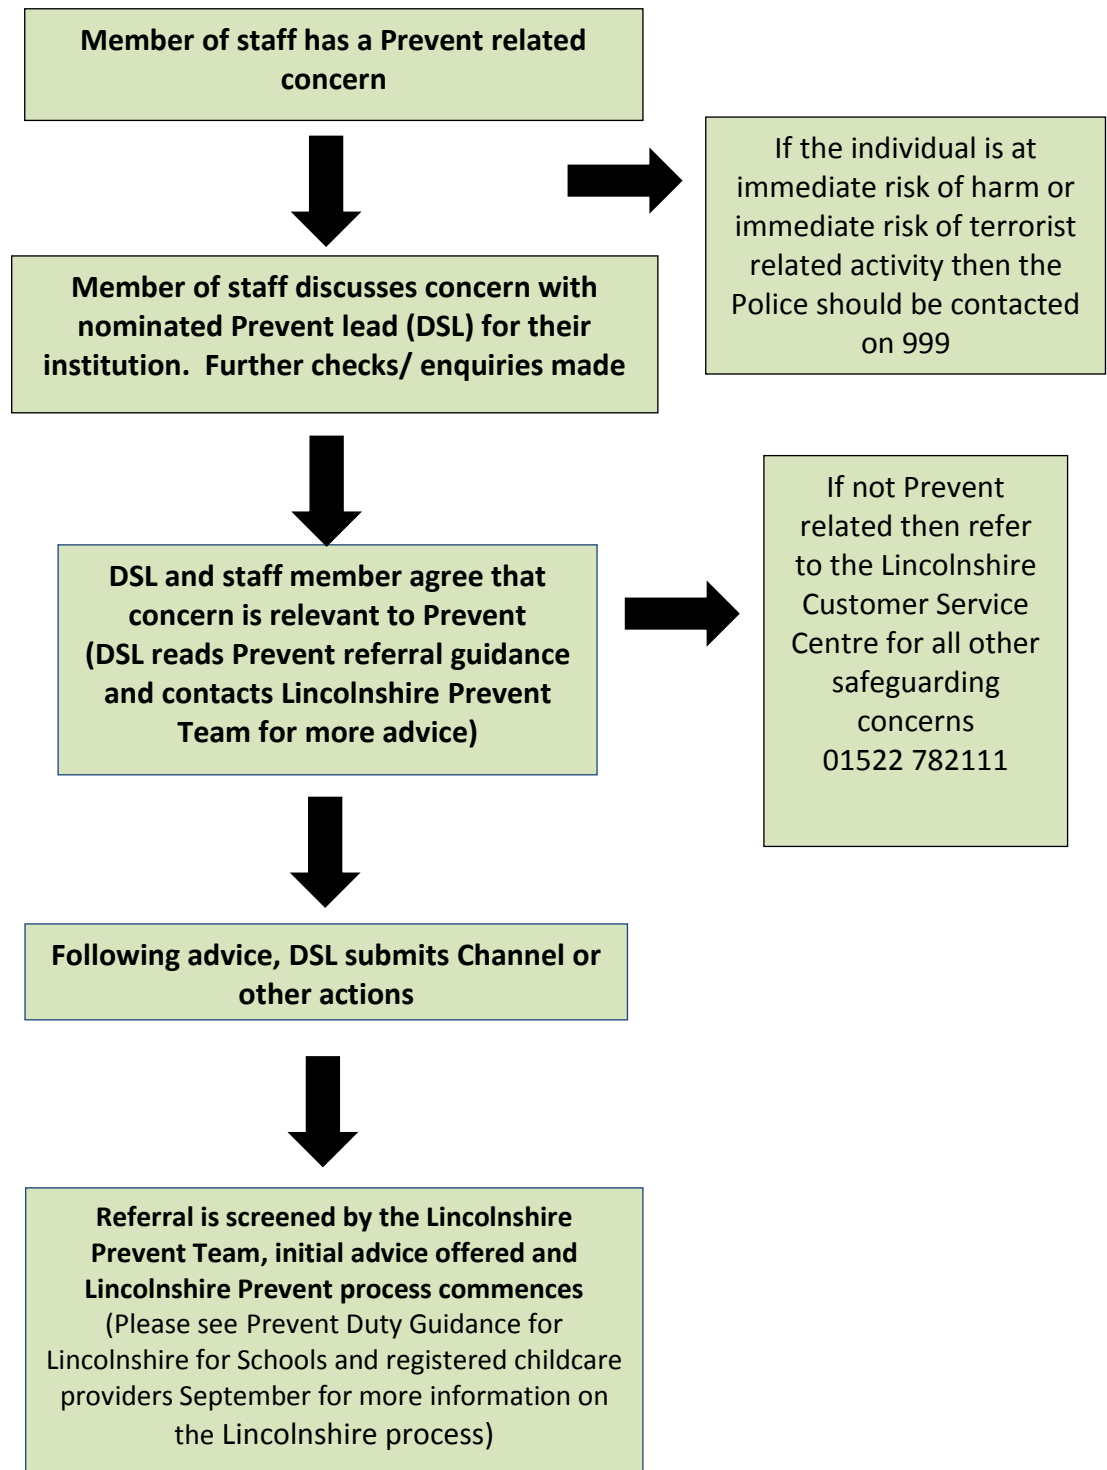 Member of staff has a Prevent related
concern
If the individual is at
immediate risk of harm or
immediate risk of terrorist
related activity then the
Police should be contacted
on 999
Member of staff discusses concern with
nominated Prevent lead (DSL) for their
institution.  Further checks/ enquiries made
If not Prevent
related then refer
to the Lincolnshire
Customer Service
Centre for all other
safeguarding
concerns
01522 782111
DSL and staff member agree that
concern is relevant to Prevent
(DSL reads Prevent referral guidance
and contacts Lincolnshire Prevent
Team for more advice)
Following advice, DSL submits Channel or
other actions
Referral is screened by the Lincolnshire
Prevent Team, initial advice offered and
Lincolnshire Prevent process commences
(Please see Prevent Duty Guidance for
Lincolnshire for Schools and registered childcare
providers September for more information on
the Lincolnshire process)